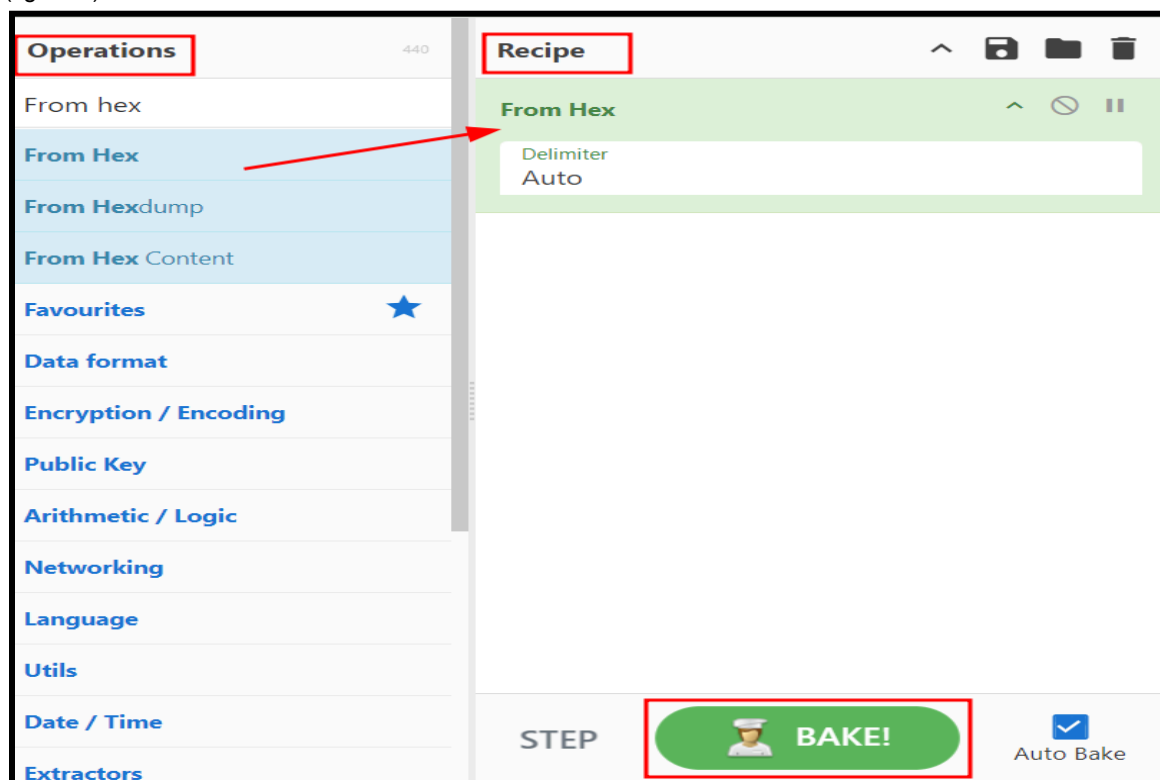 Operations 440
From hex
From Hex
From Hexdump
From Hex Content
Favourites
Data format
Encryption / Encoding
Public Key
Arithmetic / Logic
Networking
Language
Utils
Date / Time
Extractors
Recipe
From Hex
Delimiter
Auto
STEP
BAKE!
Auto Bake